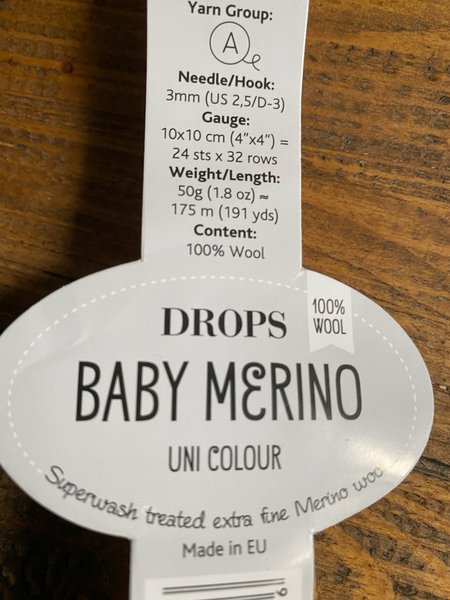 Yarn Group:
A
Needle/Hook:
3mm (US 2,5/D-3)
Gauge:
10x10 cm (4”x4”) =
24 sts x 32 rows
Weight/Length:
50g (1.8 oz) ≈
175 m (191 yds)
Content:
100% Wool
100%
WOOL
DROPS
BABY MERINO
UNI COLOUR
Superwash treated extra fine Merino woo
Made in EU